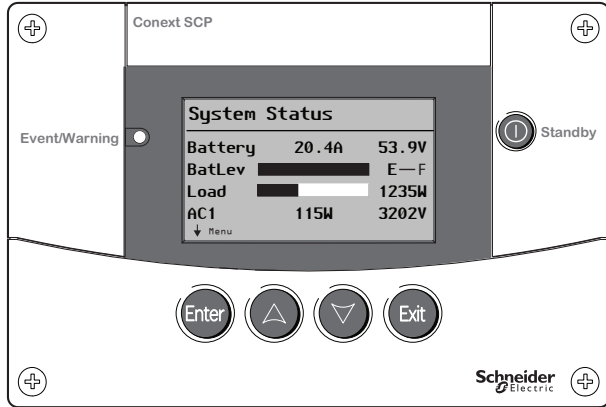 Conext SCP
Event/Warning
Standby
System Status
Battery 20.4A 53.9V
BatLev E—F
Load 1235W
AC1 115W 3202V
Menu
Enter
Exit
Schneider
Electric